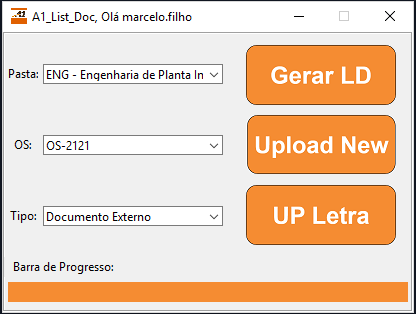 A1_List_Doc, Olá marcelo.filho
Pasta: ENG - Engenharia de Planta In
Gerar LD
OS: OS-2121
Upload New
Tipo: Documento Externo
UP Letra
Barra de Progresso: